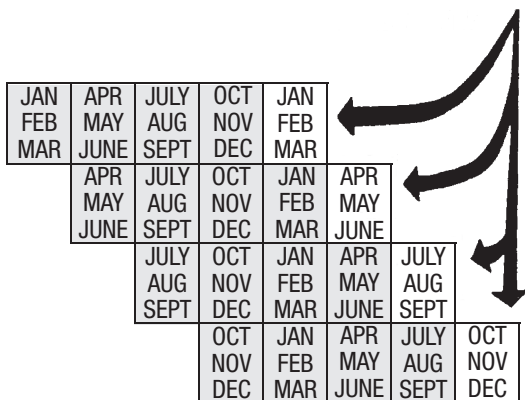 JAN APR JULY OCT JAN
FEB MAY AUG NOV FEB
MAR JUNE SEPT DEC MAR
APR JULY OCT JAN APR
MAY AUG NOV FEB MAY
JUNE SEPT DEC MAR JUNE
JULY OCT JAN APR JULY
AUG NOV FEB MAY AUG
SEPT DEC MAR JUNE SEPT
OCT JAN APR JULY OCT
NOV FEB MAY AUG NOV
DEC MAR JUNE SEPT DEC